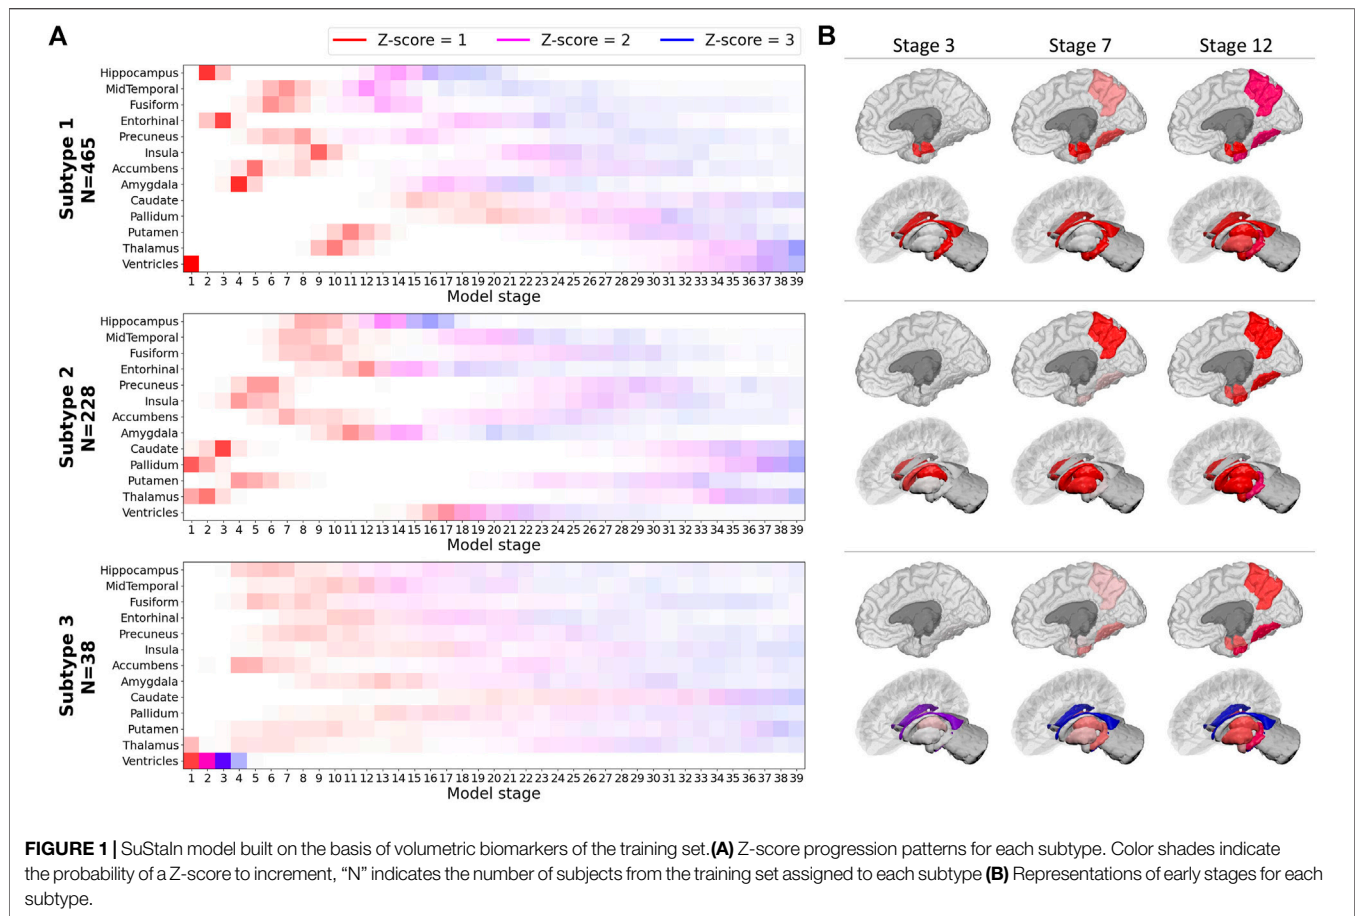 A
Z-score = 1 Z-score = 2 Z-score = 3
B
Stage 3 Stage 7 Stage 12
Subtype 1
N=465
Hippocampus
MidTemporal
Fusiform
Entorhinal
Precuneus
Insula
Accumbens
Amygdala
Caudate
Pallidum
Putamen
Thalamus
Ventricles
1 2 3 4 5 6 7 8 9 10 11 12 13 14 15 16 17 18 19 20 21 22 23 24 25 26 27 28 29 30 31 32 33 34 35 36 37 38 39
Model stage
Subtype 2
N=228
Hippocampus
MidTemporal
Fusiform
Entorhinal
Precuneus
Insula
Accumbens
Amygdala
Caudate
Pallidum
Putamen
Thalamus
Ventricles
1 2 3 4 5 6 7 8 9 10 11 12 13 14 15 16 17 18 19 20 21 22 23 24 25 26 27 28 29 30 31 32 33 34 35 36 37 38 39
Model stage
Subtype 3
N=38
Hippocampus
MidTemporal
Fusiform
Entorhinal
Precuneus
Insula
Accumbens
Amygdala
Caudate
Pallidum
Putamen
Thalamus
Ventricles
1 2 3 4 5 6 7 8 9 10 11 12 13 14 15 16 17 18 19 20 21 22 23 24 25 26 27 28 29 30 31 32 33 34 35 36 37 38 39
Model stage
FIGURE 1 | SuStaIn model built on the basis of volumetric biomarkers of the training set. (A) Z-score progression patterns for each subtype. Color shades indicate
the probability of a Z-score to increment, “N” indicates the number of subjects from the training set assigned to each subtype (B) Representations of early stages for each
subtype.